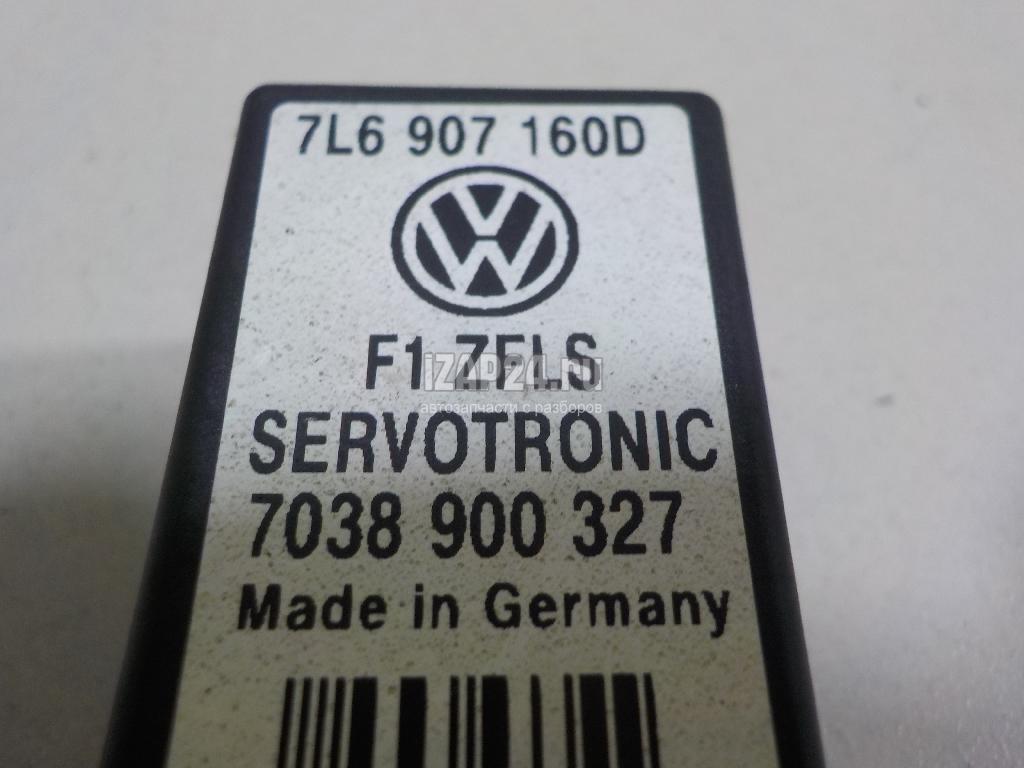 7L6 907 160D
F1 ZFLS
iZAP24.ru
автозапчасти с разборов
SERVOTRONIC
7038 900 327
Made in Germany